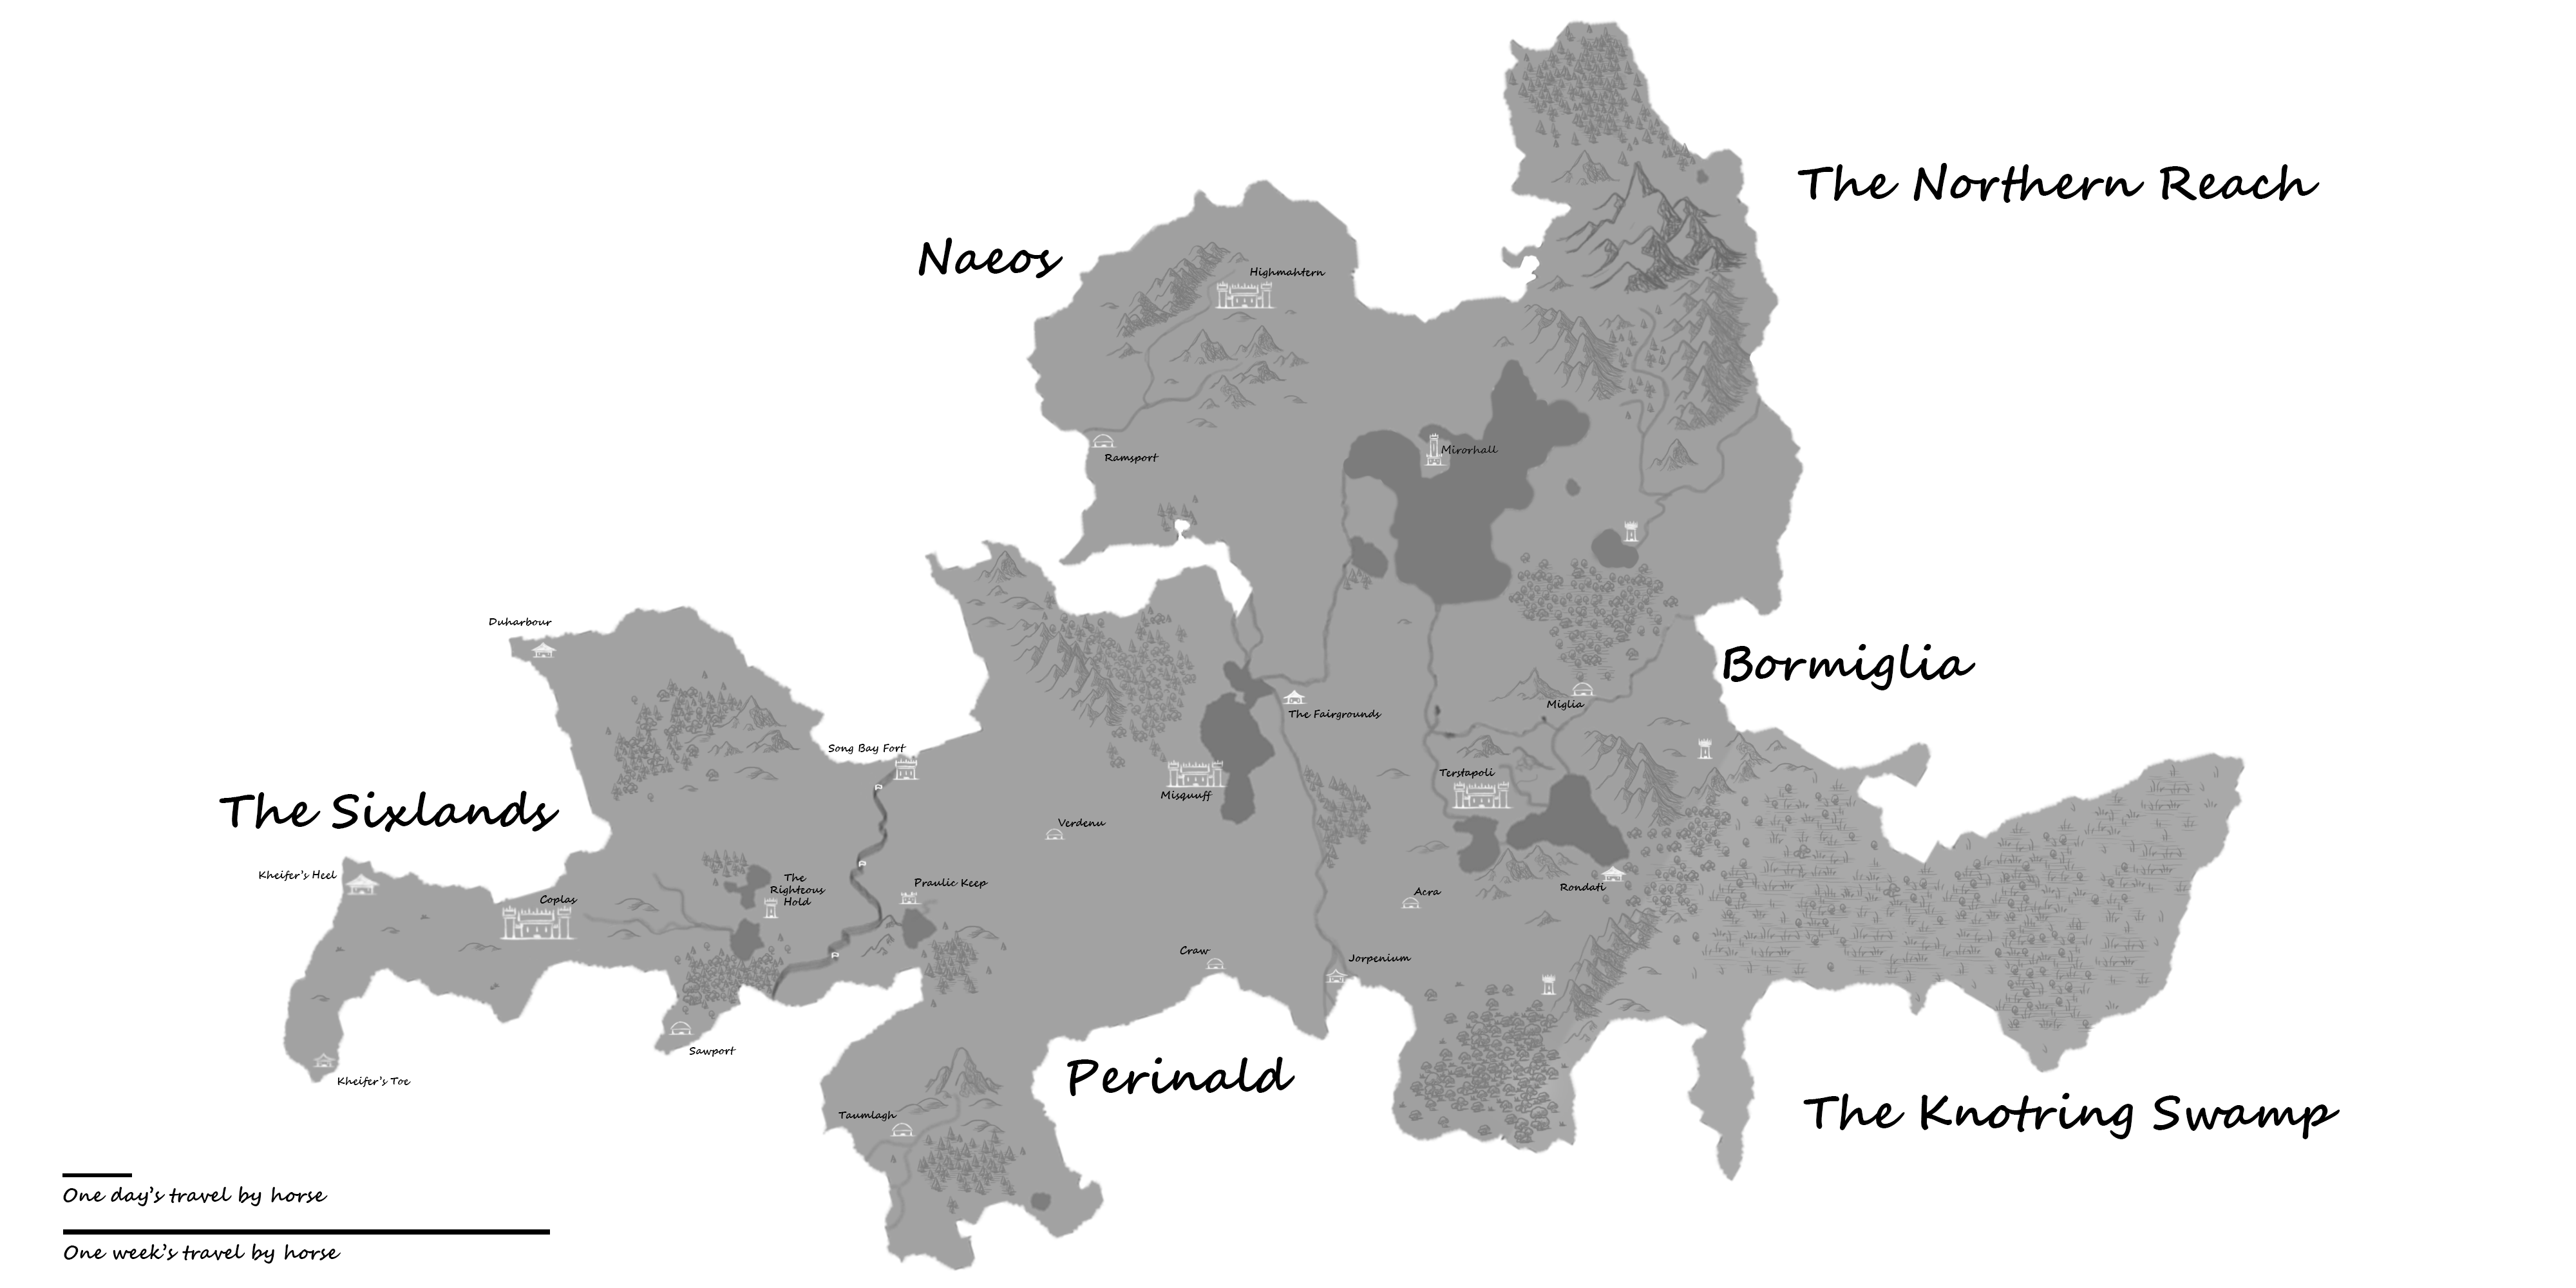 The Northern Reach
Naeos
Highmahtern
Mirorhall
Ramsport
Duharbour
Bormiglia
Miglia
The Fairgrounds
Song Bay Fort
Terstapoli
Misquuff
The Sixlands
Verdenu
Kheifer's Heel
The
Righteous
Hold
Praulic Keep
Rondati
Acra
Coplas
Craw
Jorpenium
Sawport
Perinald
Kheifer's Toe
Taumlagh
The Knotring Swamp
One day's travel by horse
One week's travel by horse